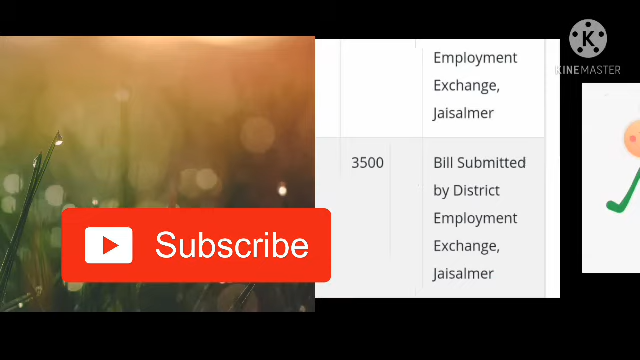 Employment
Exchange,
Jaisalmer
3500
Bill Submitted
by District
Employment
Exchange,
Jaisalmer
Subscribe
K
KINEMASTER